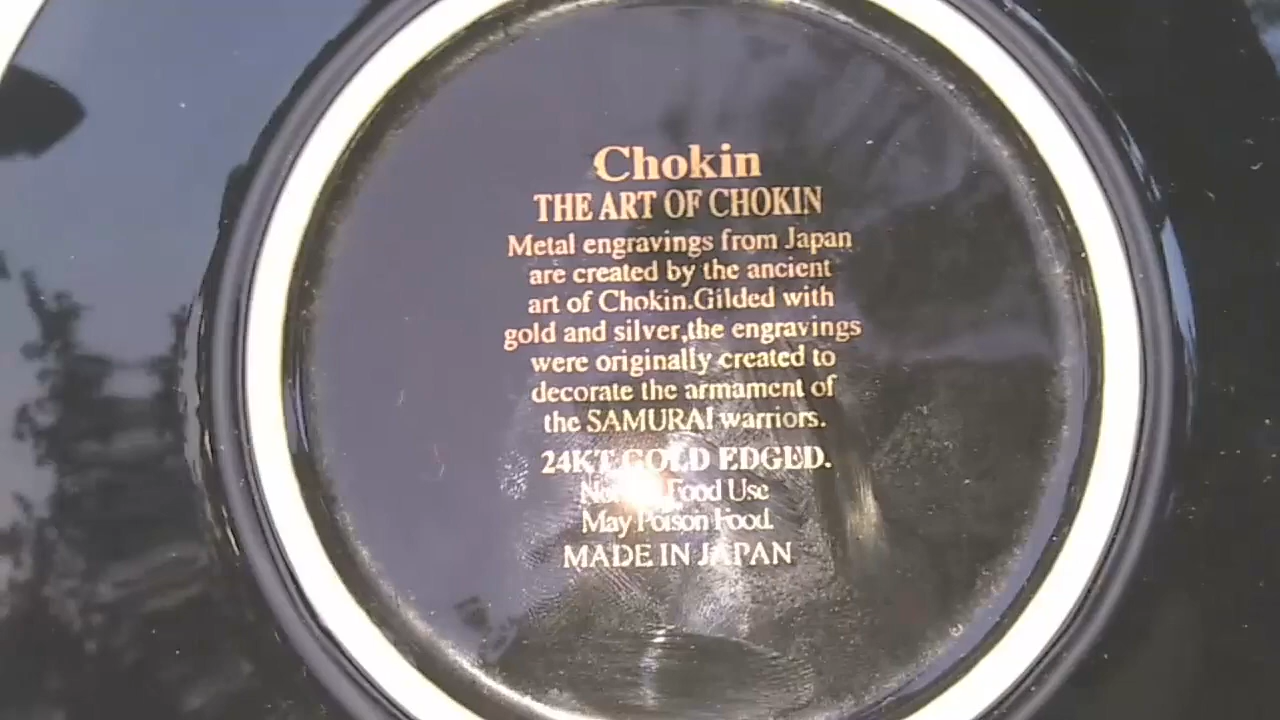 Chokin
THE ART OF CHOKIN
Metal engravings from Japan
are created by the ancient
art of Chokin.Gilded with
gold and silver,the engravings
were originally created to
decorate the armament of
the SAMURAI warriors.
24KT GOLD EDGED.
Not Food Use
May Poison Food.
MADE IN JAPAN